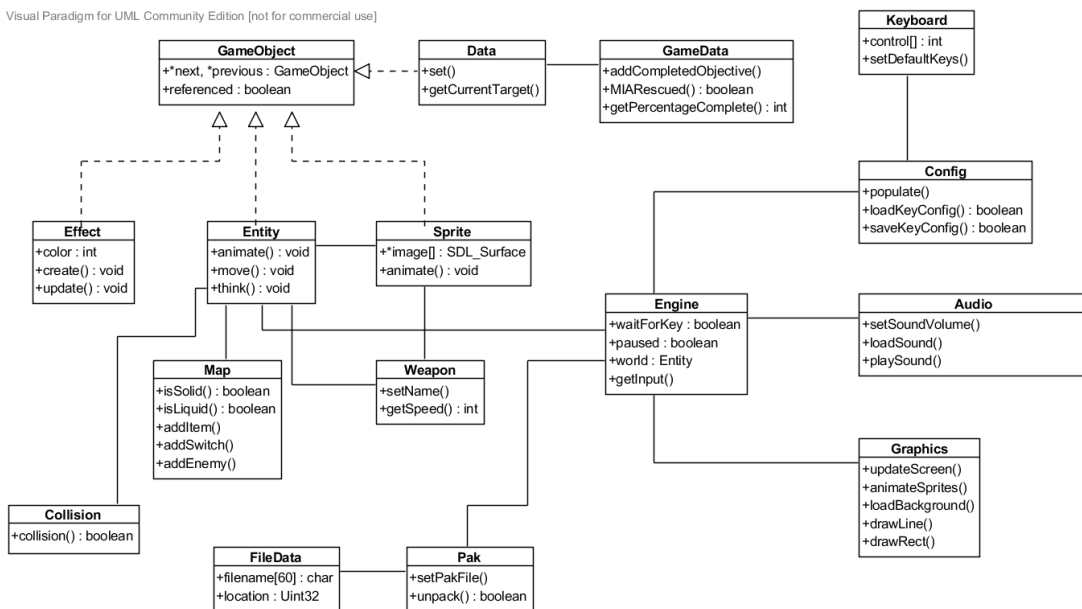 Visual Paradigm for UML Community Edition [not for commercial use]
Keyboard
+control[] : int
+setDefaultKeys()
GameObject
+*next, *previous : GameObject
+referenced : boolean
Data
+set()
+getCurrentTarget()
GameData
+addCompletedObjective()
+MIARescued() : boolean
+getPercentageComplete() : int
Config
+populate()
+loadKeyConfig() : boolean
+saveKeyConfig() : boolean
Effect
+color : int
+create() : void
+update() : void
Entity
+animate() : void
+move() : void
+think() : void
Sprite
+*image[] : SDL_Surface
+animate() : void
Engine
+waitForKey : boolean
+paused : boolean
+world : Entity
+getInput()
Audio
+setSoundVolume()
+loadSound()
+playSound()
Map
+isSolid() : boolean
+isLiquid() : boolean
+addItem()
+addSwitch()
+addEnemy()
Weapon
+setName()
+getSpeed() : int
Graphics
+updateScreen()
+animateSprites()
+loadBackground()
+drawLine()
+drawRect()
Collision
+collision() : boolean
FileData
+filename[60] : char
+location : Uint32
Pak
+setPakFile()
+unpack() : boolean